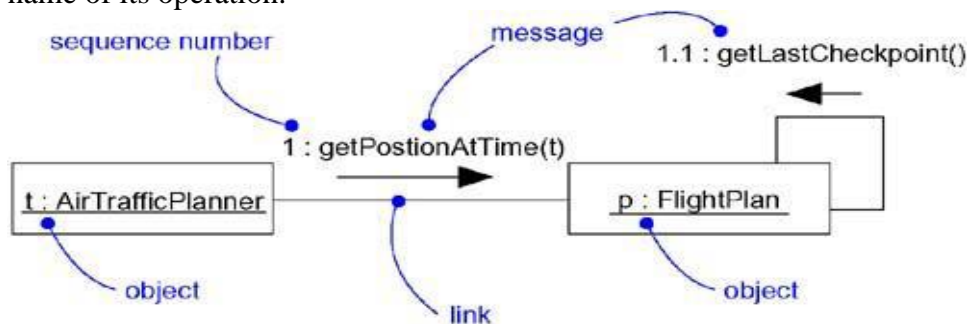 name of its operation.
sequence number
message
1.1 : getLastCheckpoint()
1 : getPostionAtTime(t)
t : AirTrafficPlanner
p : FlightPlan
object
link
object